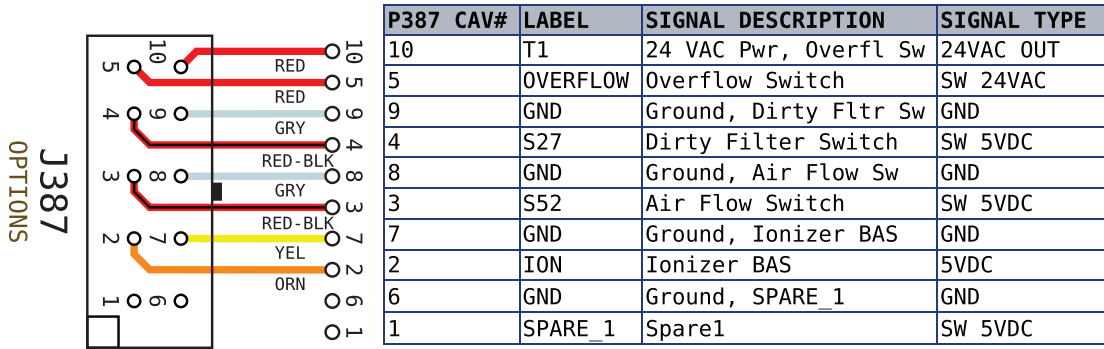 P387 CAV# LABEL SIGNAL DESCRIPTION SIGNAL TYPE
10 T1 24 VAC Pwr, Overfl Sw 24VAC OUT
5 OVERFLOW Overflow Switch SW 24VAC
9 GND Ground, Dirty Fltr Sw GND
4 S27 Dirty Filter Switch SW 5VDC
8 GND Ground, Air Flow Sw GND
3 S52 Air Flow Switch SW 5VDC
7 GND Ground, Ionizer BAS GND
2 ION Ionizer BAS 5VDC
6 GND Ground, SPARE_1 GND
1 SPARE_1 Spare1 SW 5VDC
J387
OPTIONS
5 10
4 9
3 8
2 7
1 6
RED
RED
GRY
RED-BLK
GRY
RED-BLK
YEL
ORN
10
5
9
4
8
3
7
2
6
1